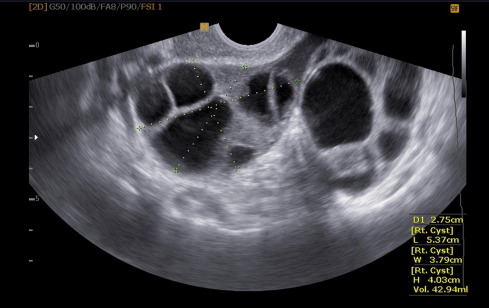 [2D] G50/100dB/FA8/P90/FSI 1
0
5
D1 2.75cm
[Rt. Cyst]
L 5.37cm
[Rt. Cyst]
W 3.79cm
[Rt. Cyst]
H 4.03cm
Vol. 42.94ml